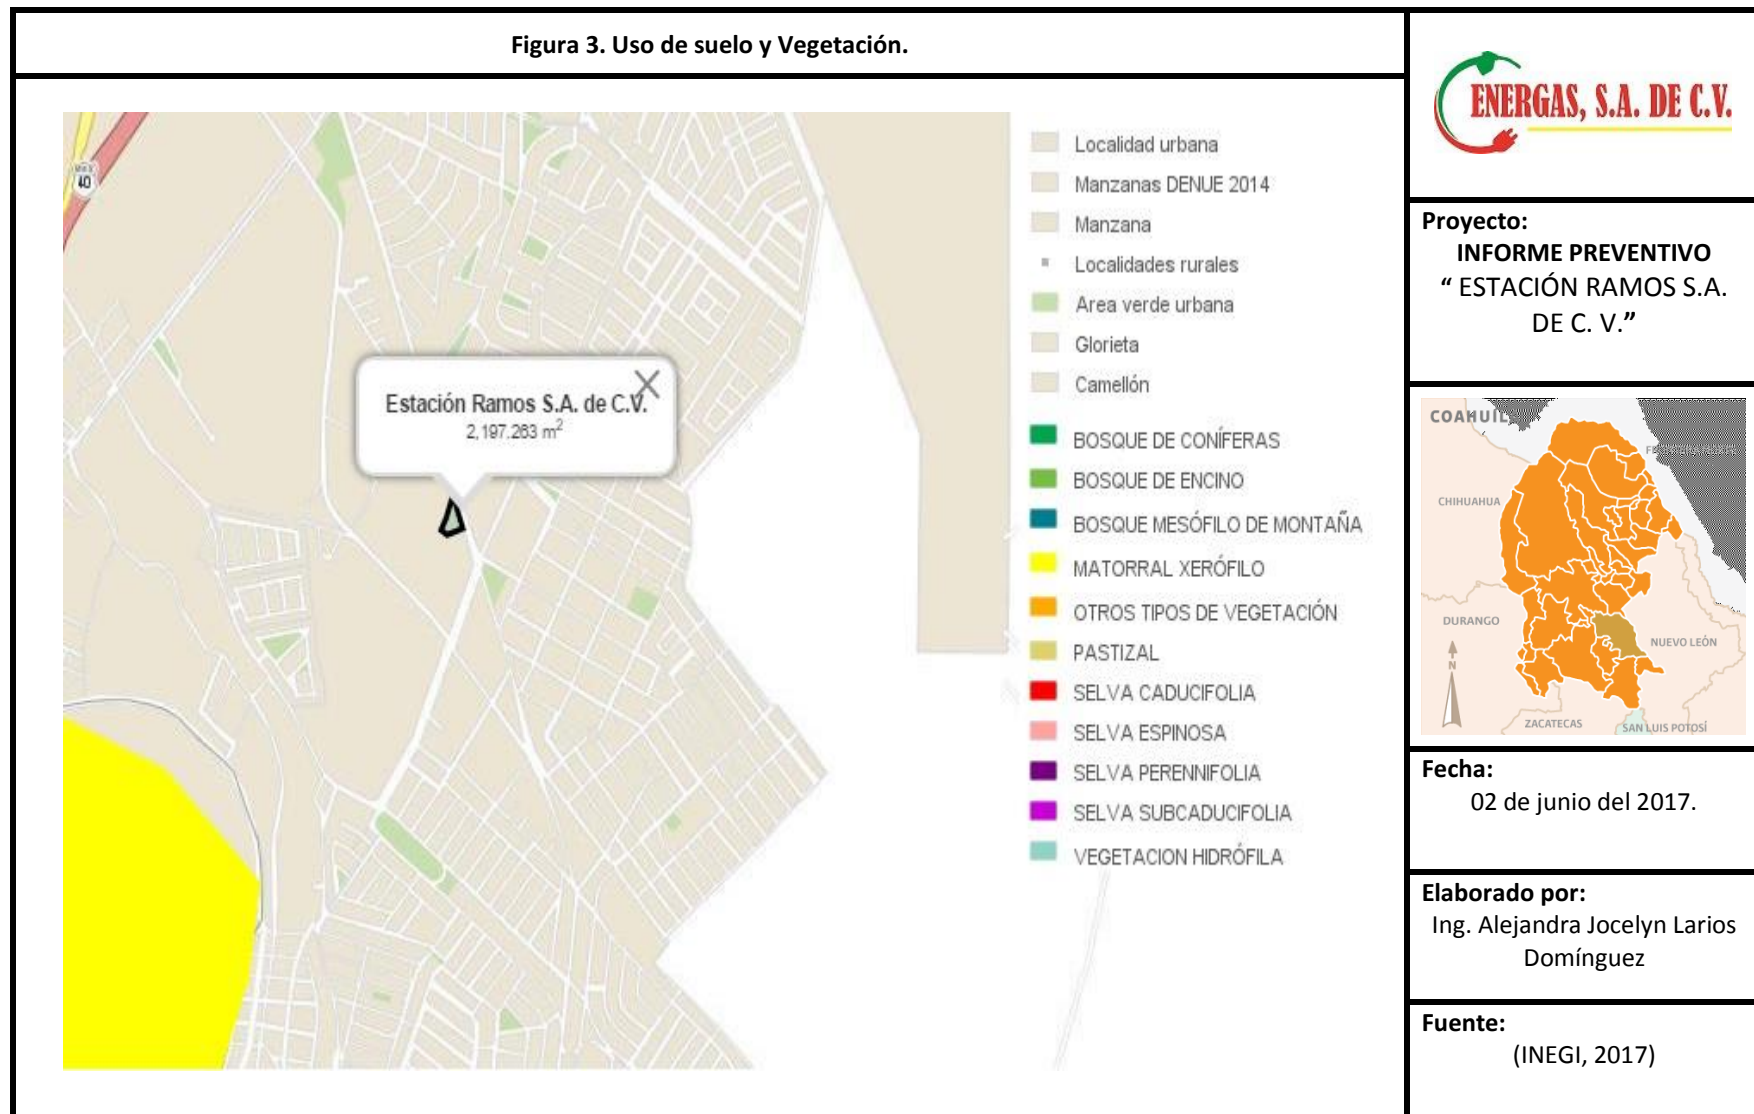 Figura 3. Uso de suelo y Vegetación.
40
Estación Ramos S.A. de C.V.
2,197.263 m²
Localidad urbana
Manzanas DENUE 2014
Manzana
Localidades rurales
Area verde urbana
Glorieta
Camellón
BOSQUE DE CONÍFERAS
BOSQUE DE ENCINO
BOSQUE MESÓFILO DE MONTAÑA
MATORRAL XERÓFILO
OTROS TIPOS DE VEGETACIÓN
PASTIZAL
SELVA CADUCIFOLIA
SELVA ESPINOSA
SELVA PERENNIFOLIA
SELVA SUBCADUCIFOLIA
VEGETACION HIDRÓFILA
ENERGAS, S.A. DE C.V.
Proyecto:
INFORME PREVENTIVO
“ ESTACIÓN RAMOS S.A.
DE C. V.”
COAHUIL
CHIHUAHUA
DURANGO
NUEVO LEÓN
N
ZACATECAS
SAN LUIS POTOSÍ
Fecha:
02 de junio del 2017.
Elaborado por:
Ing. Alejandra Jocelyn Larios
Domínguez
Fuente:
(INEGI, 2017)